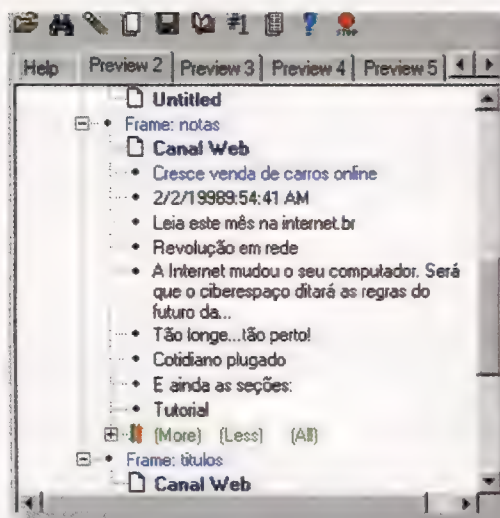 #1
STOP
Help Preview 2 Preview 3 Preview 4 Preview 5
Untitled
Frame: notas
Canal Web
Cresce venda de carros online
2/2/19989:54:41 AM
Leia este mês na internet.br
Revolução em rede
A Internet mudou o seu computador. Será
que o ciberespaço ditará as regras do
futuro da...
Tão longe...tão perto!
Cotidiano plugado
E ainda as seções:
Tutorial
(More) (Less) (All)
Frame: titulos
Canal Web